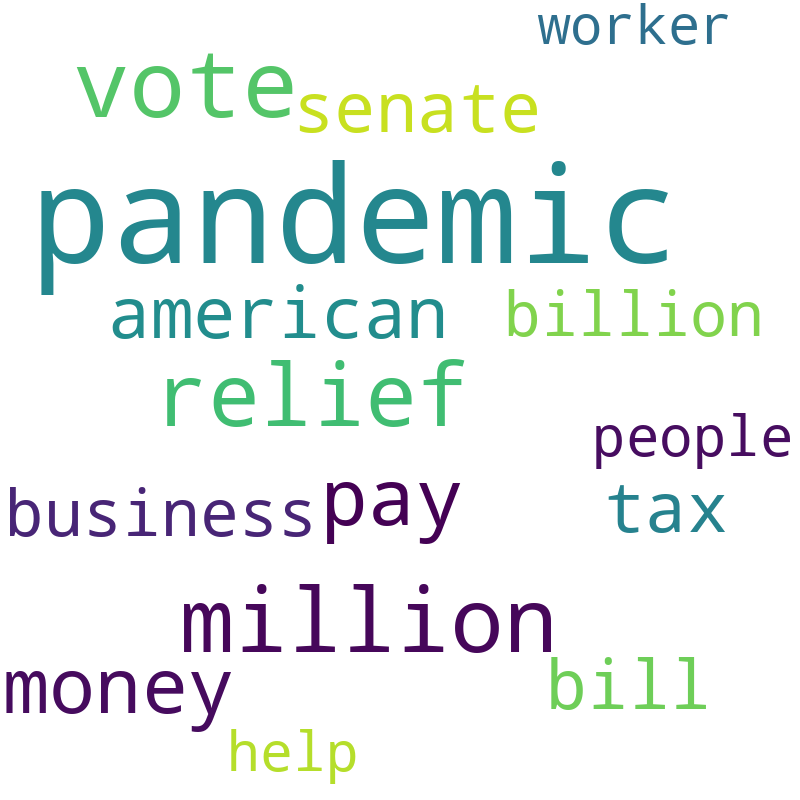 worker
vote
senate
pandemic
american
billion
relief
people
business
pay
tax
million
money
bill
help